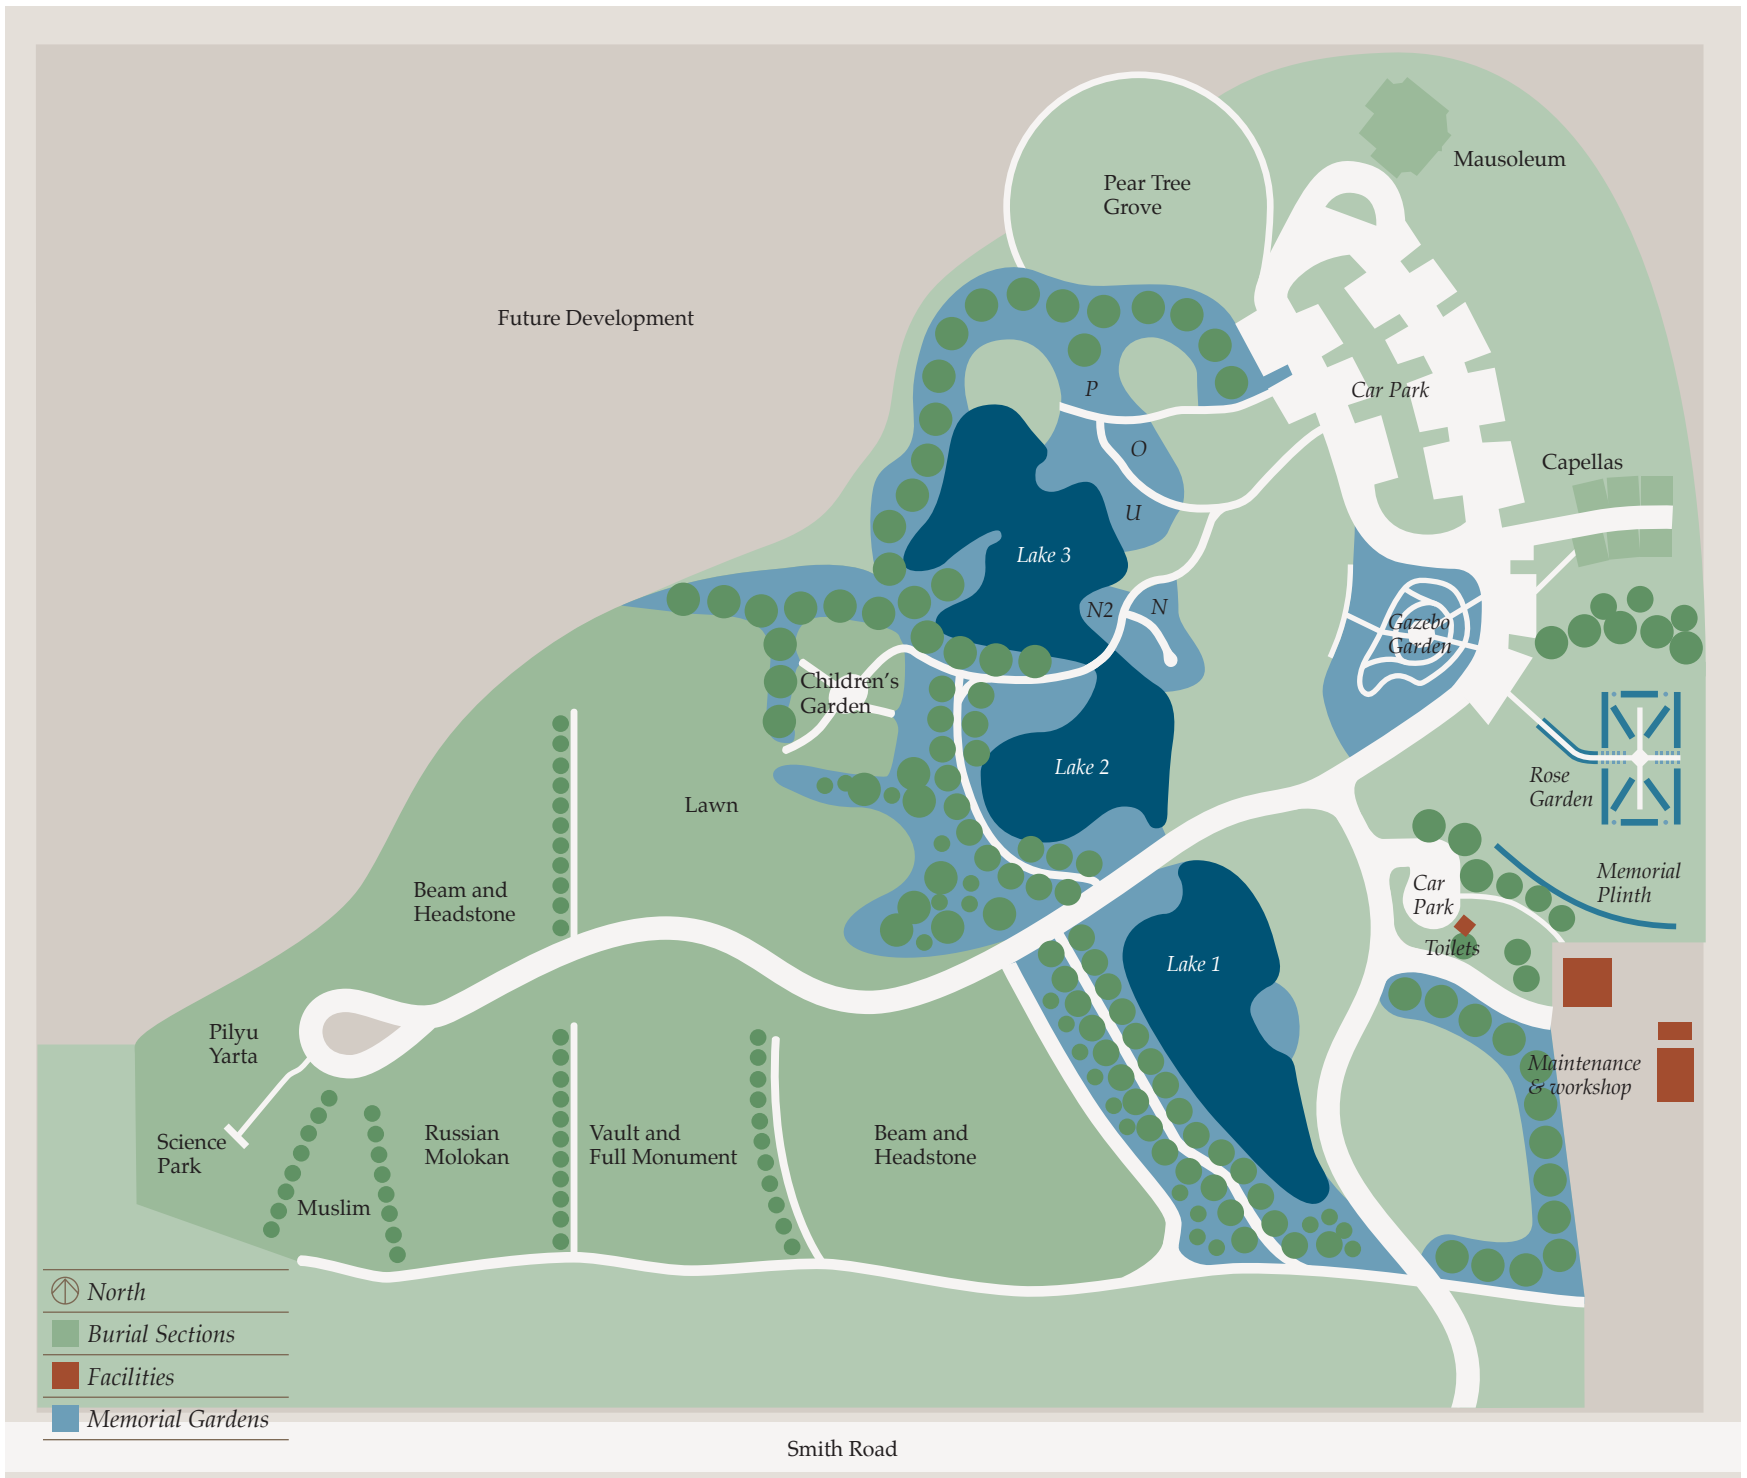 Mausoleum
Pear Tree
Grove
Future Development
P
Car Park
O
Capellas
U
Lake 3
N2
N
Gazebo
Garden
Children's
Garden
Lake 2
Rose
Garden
Lawn
Memorial
Plinth
Car
Park
Beam and
Headstone
Toilets
Lake 1
Pilyu
Yarta
Maintenance
& workshop
Science
Park
Russian
Molokan
Vault and
Full Monument
Beam and
Headstone
Muslim
North
Burial Sections
Facilities
Memorial Gardens
Smith Road